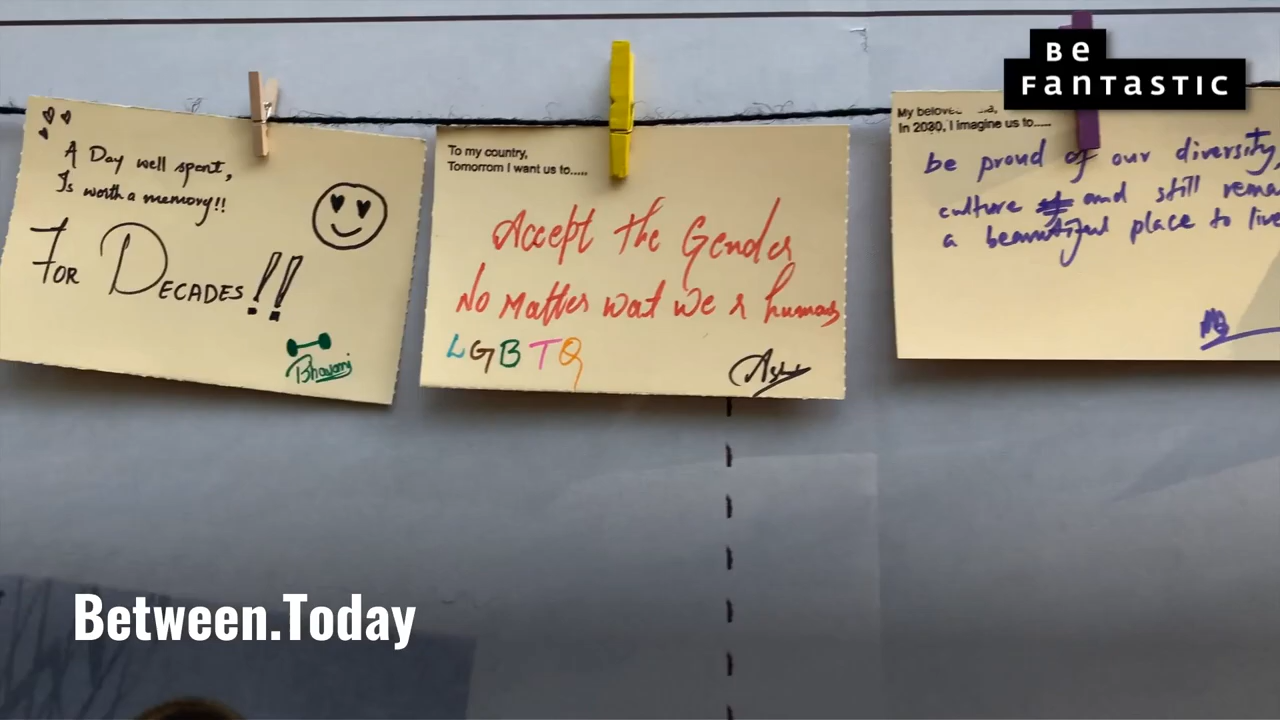 Be
Fantastic
A Day well spent,
Is worth a memory!!
For Decades!!
Bhavani
To my country,
Tomorrom I want us to.....
Accept the Gender
No Matter wat we r humans
LGBTQ
My
In 2030, I imagine us to.....
be proud of our diversity,
culture and still
a beautiful place to live
Between.Today